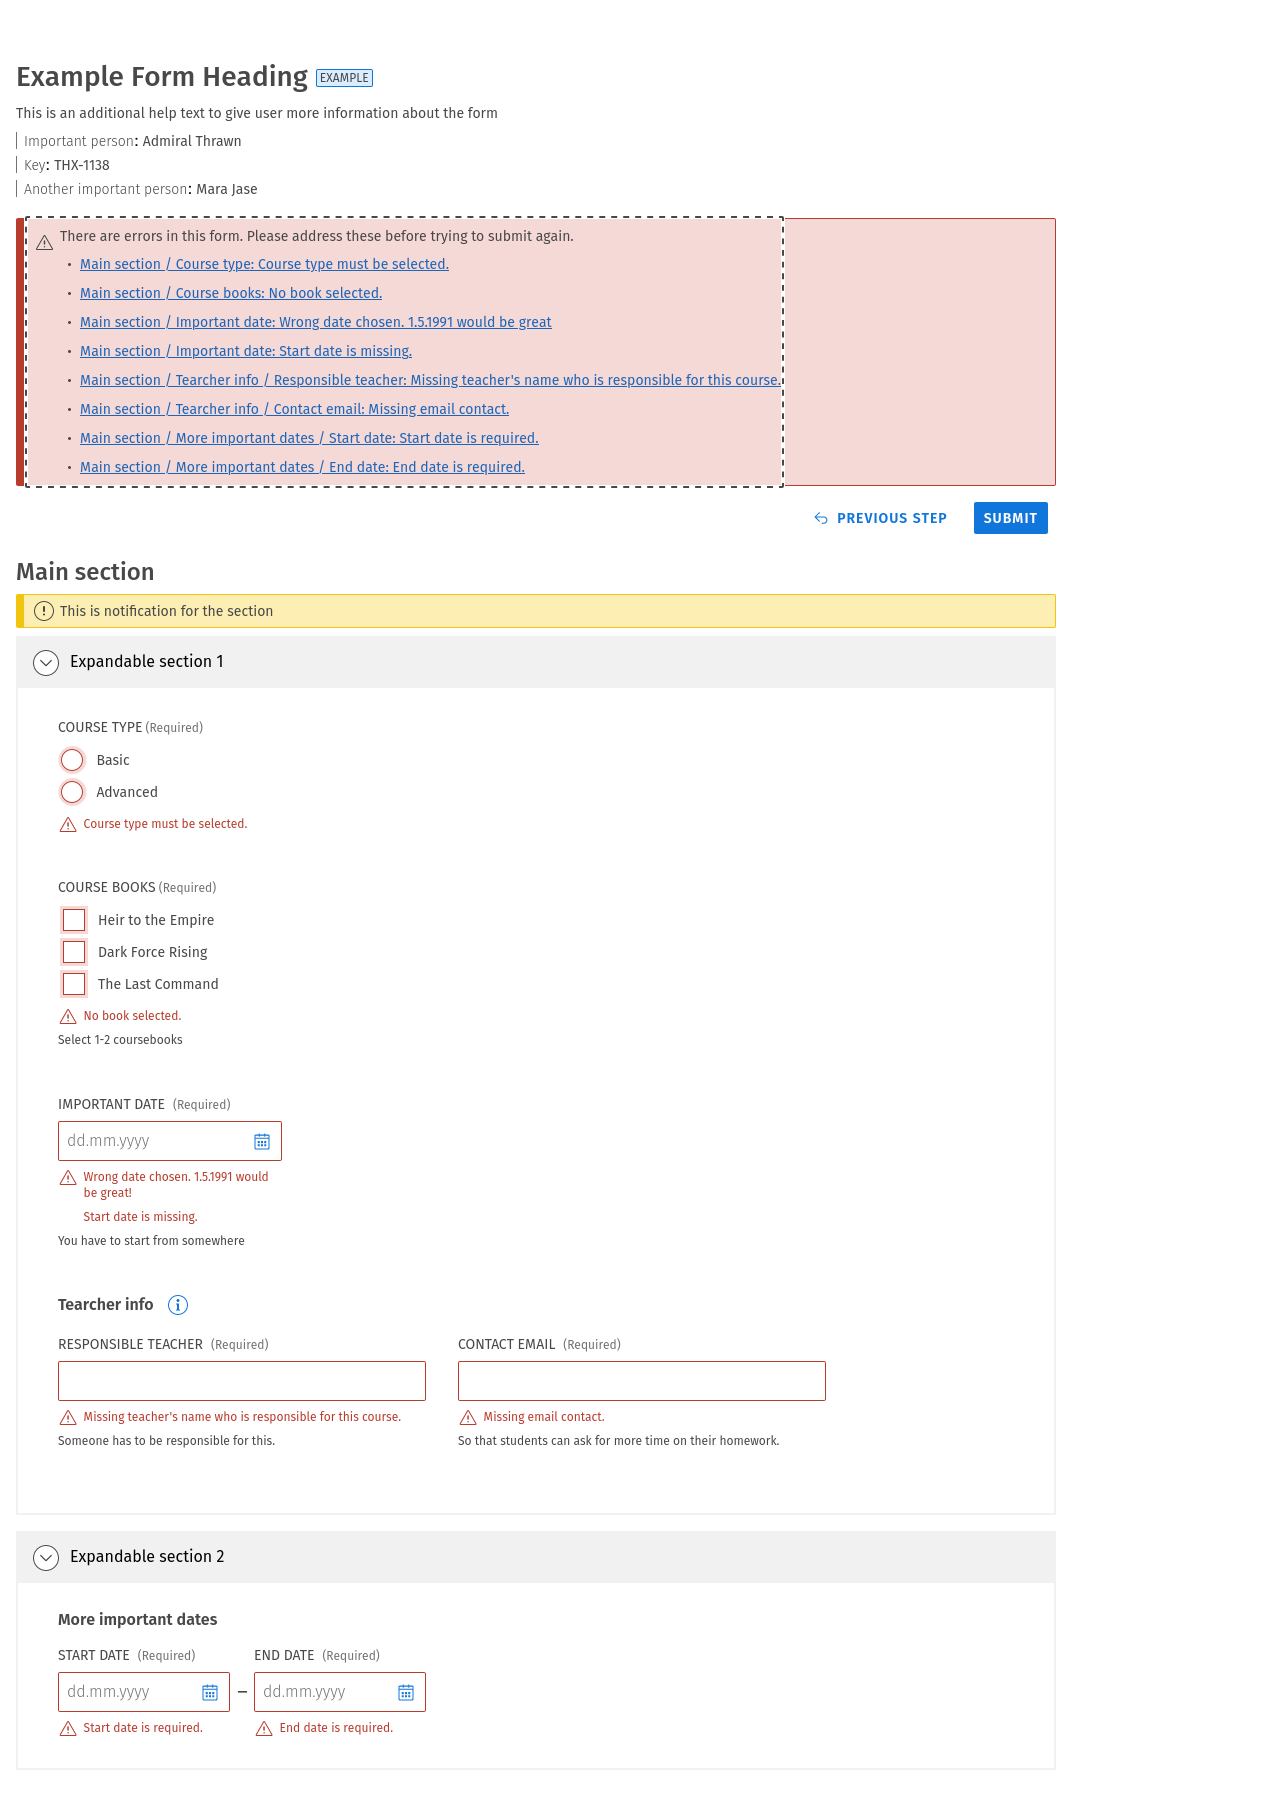 Example Form Heading EXAMPLE
This is an additional help text to give user more information about the form
Important person: Admiral Thrawn
Key: THX-1138
Another important person: Mara Jase
There are errors in this form. Please address these before trying to submit again.
• Main section / Course type: Course type must be selected.
• Main section / Course books: No book selected.
• Main section / Important date: Wrong date chosen. 1.5.1991 would be great
• Main section / Important date: Start date is missing.
• Main section / Tearcher info / Responsible teacher: Missing teacher's name who is responsible for this course.
• Main section / Tearcher info / Contact email: Missing email contact.
• Main section / More important dates / Start date: Start date is required.
• Main section / More important dates / End date: End date is required.
PREVIOUS STEP SUBMIT
Main section
This is notification for the section
Expandable section 1
COURSE TYPE (Required)
Basic
Advanced
Course type must be selected.
COURSE BOOKS (Required)
Heir to the Empire
Dark Force Rising
The Last Command
No book selected.
Select 1-2 coursebooks
IMPORTANT DATE (Required)
dd.mm.yyyy
Wrong date chosen. 1.5.1991 would
be great!
Start date is missing.
You have to start from somewhere
Tearcher info
RESPONSIBLE TEACHER (Required) CONTACT EMAIL (Required)
Missing teacher's name who is responsible for this course. Missing email contact.
Someone has to be responsible for this. So that students can ask for more time on their homework.
Expandable section 2
More important dates
START DATE (Required) END DATE (Required)
dd.mm.yyyy – dd.mm.yyyy
Start date is required. End date is required.